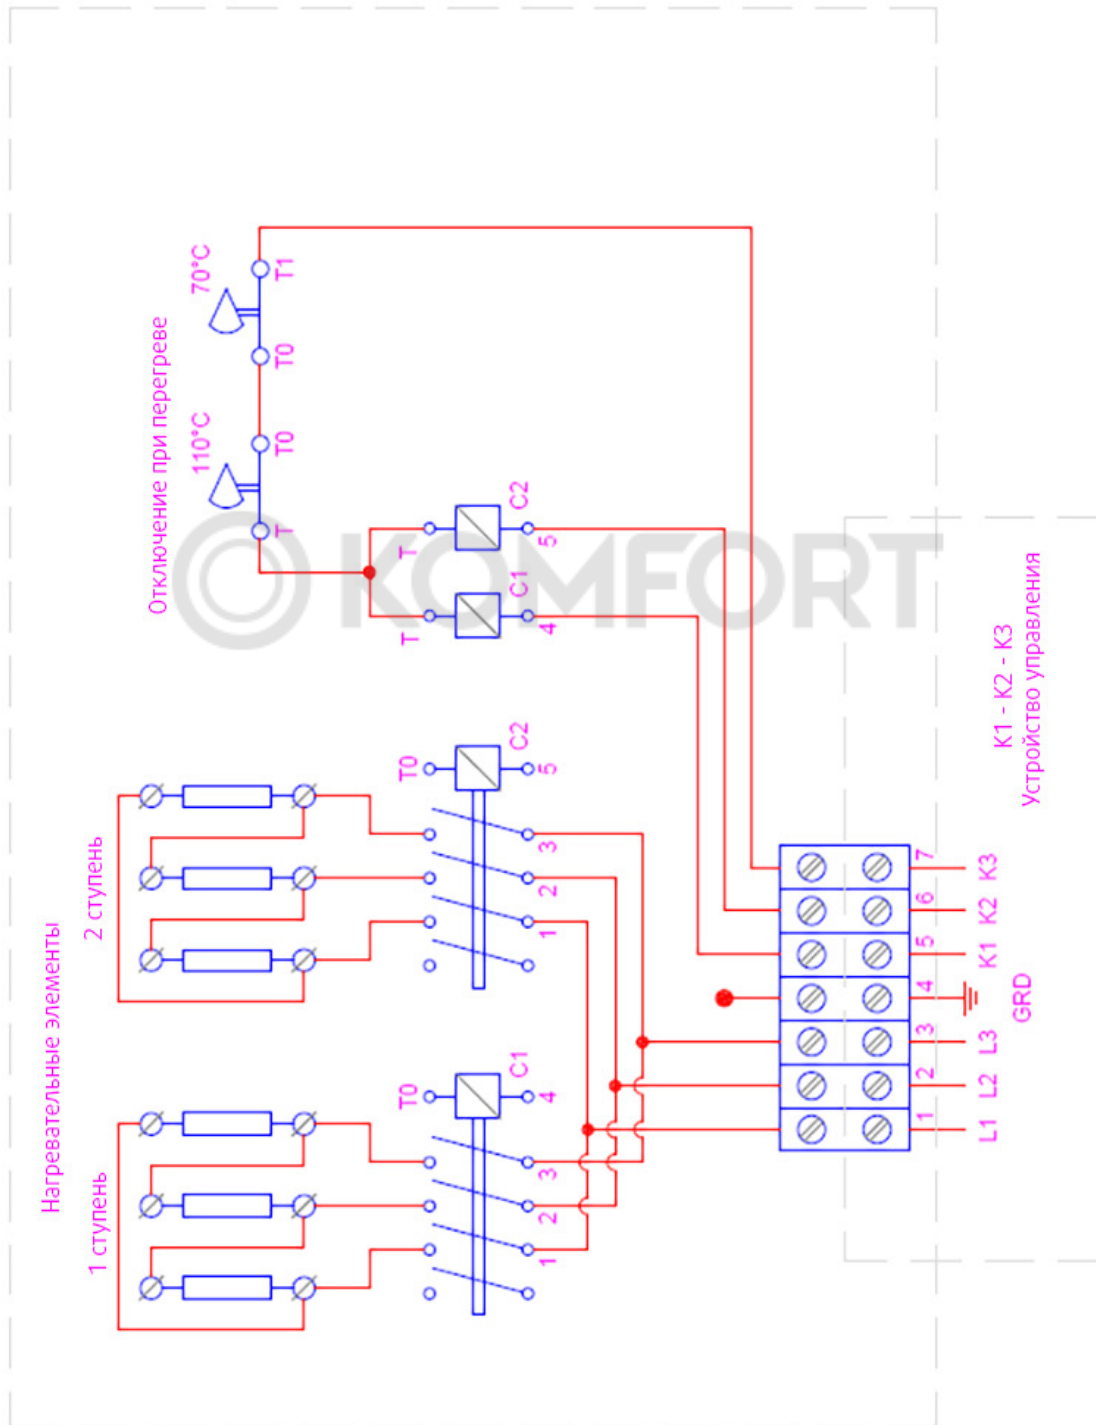 Отключение при перегреве
70°C
T1
T0
110°C
T0
T
T
C2
5
T
C1
4
KOMFORT
Нагревательные элементы
2 ступень
T0
C2
5
3
2
1
1 ступень
T0
C1
4
3
2
1
K1 - K2 - K3
Устройство управления
7
K3
6
K2
5
K1
4
GRD
3
L3
2
L2
1
L1